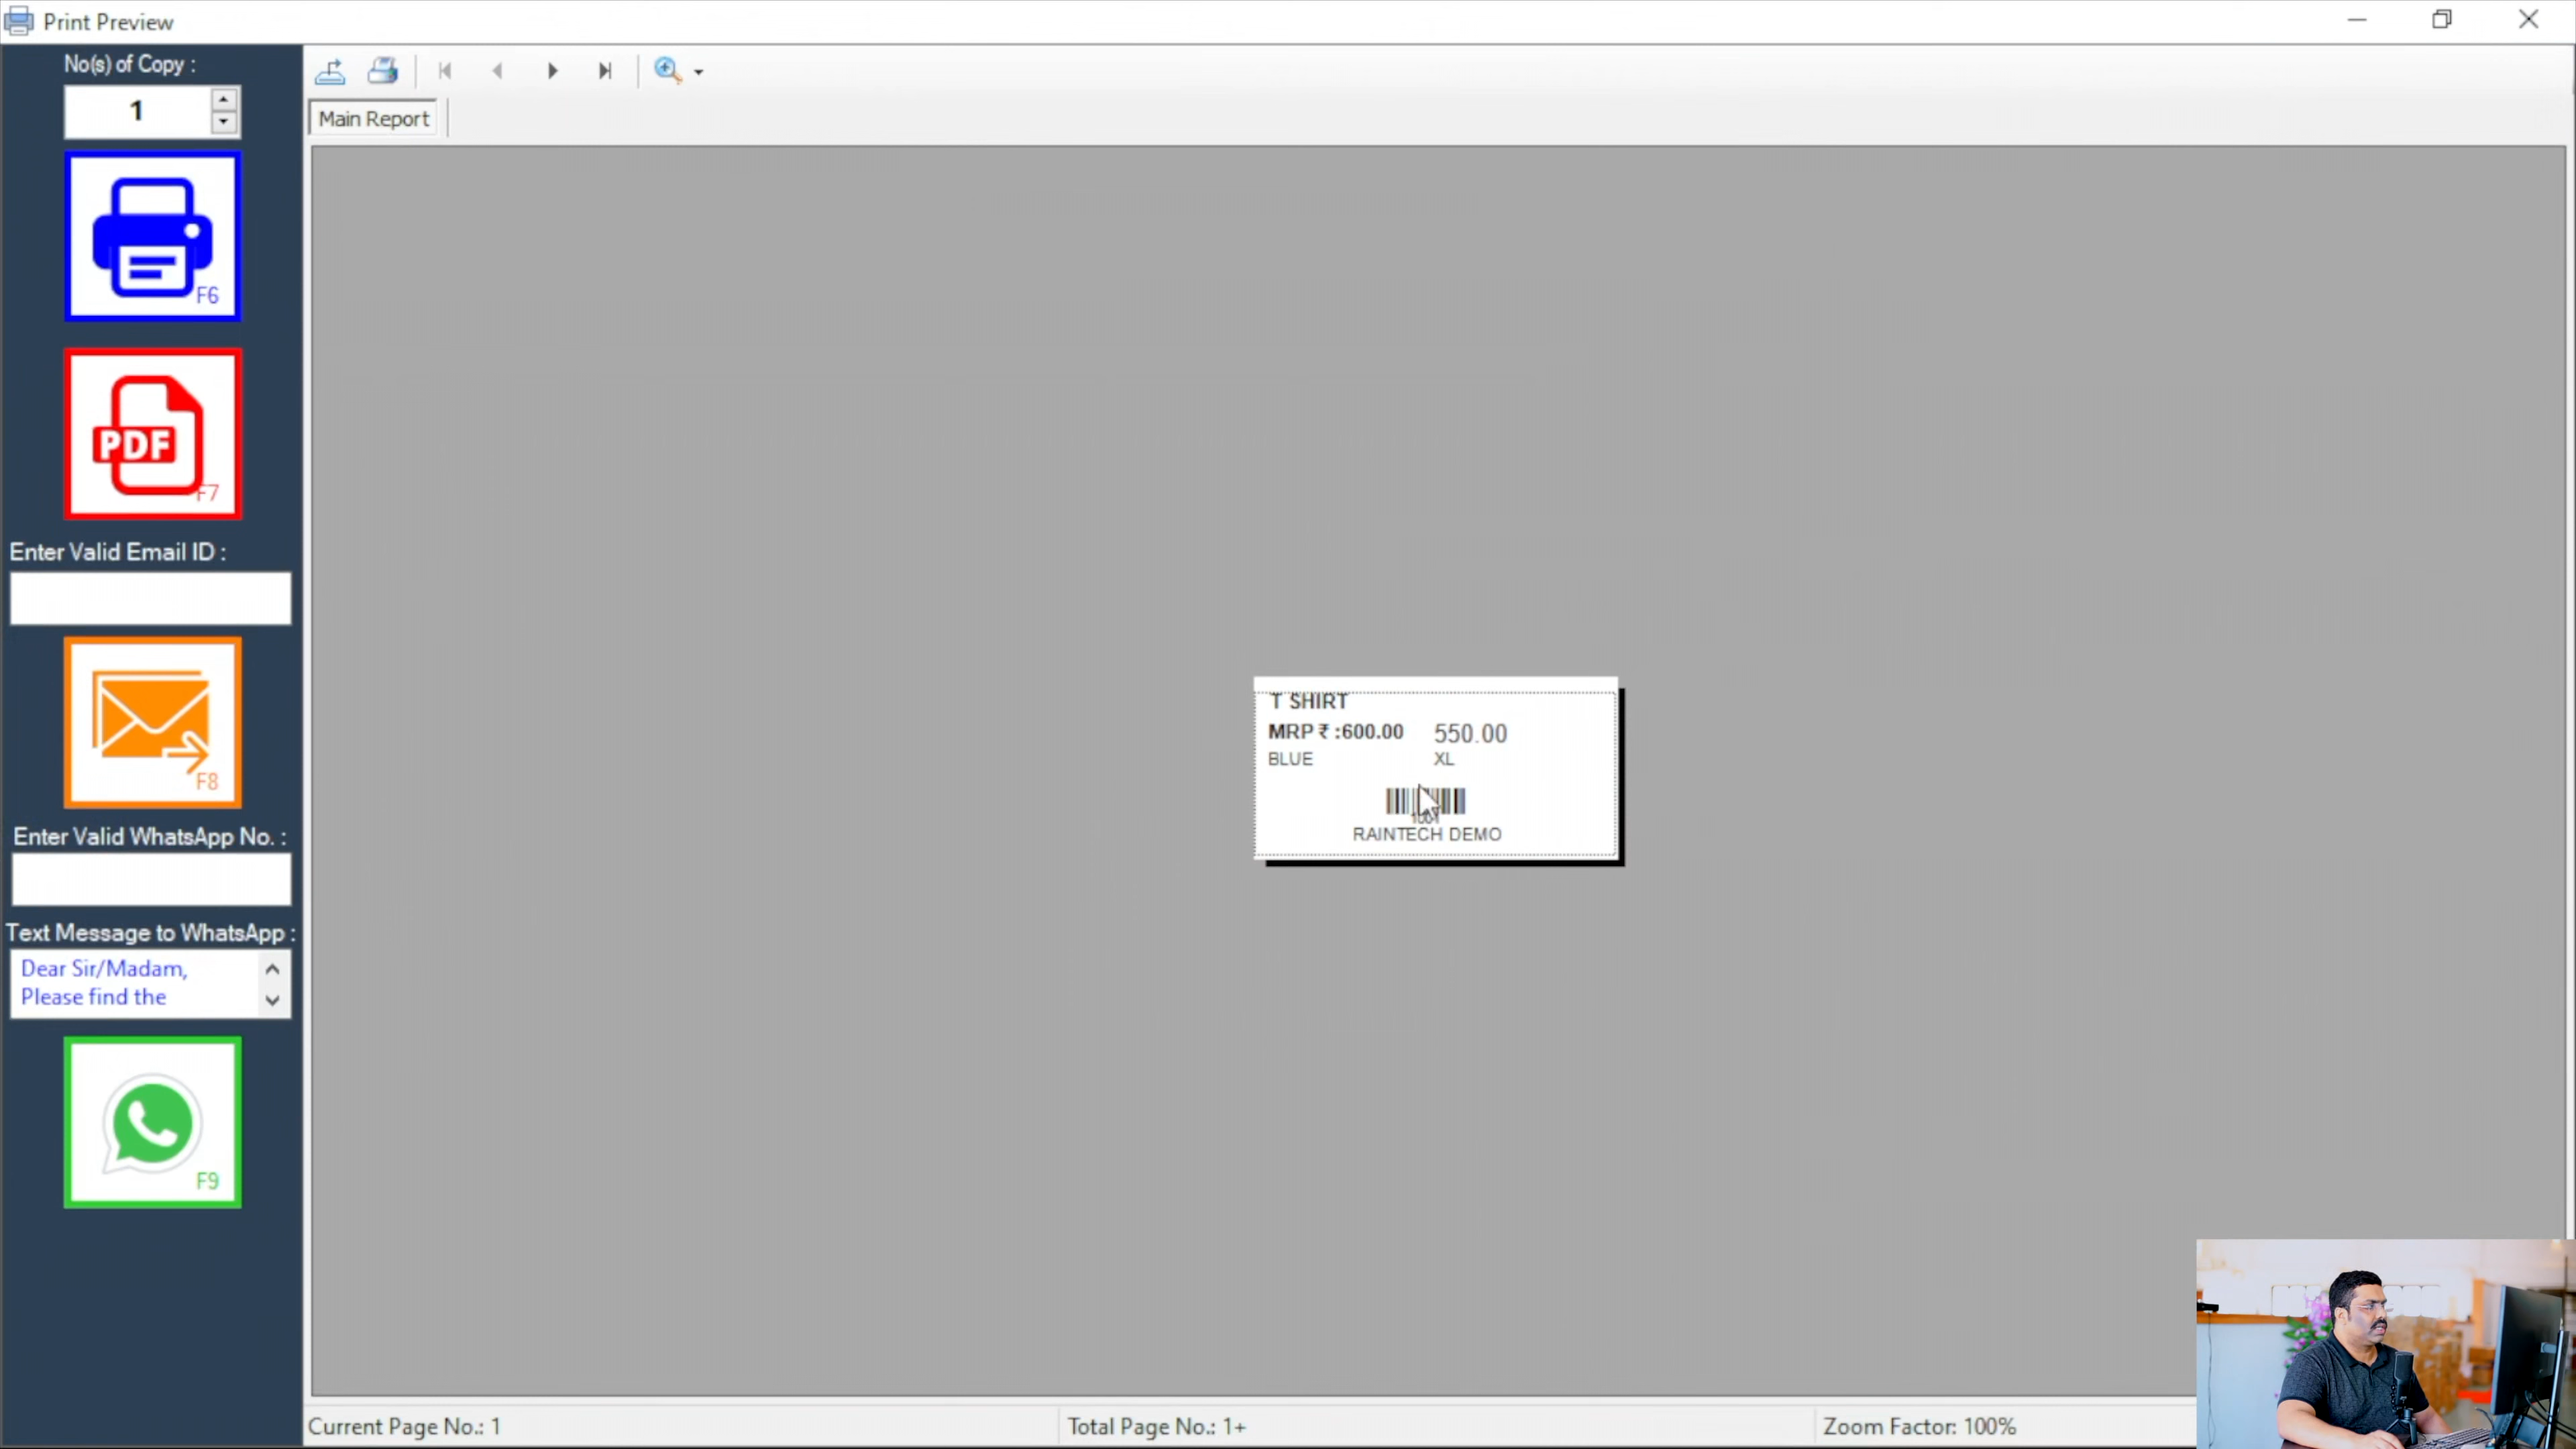 Print Preview
No(s) of Copy :
1
F6
PDF
F7
Enter Valid Email ID :
F8
Enter Valid WhatsApp No. :
Text Message to WhatsApp :
Dear Sir/Madam,
Please find the
F9
Main Report
T SHIRT
MRP ₹ :600.00 550.00
BLUE XL
RAINTECH DEMO
Current Page No.: 1
Total Page No.: 1+
Zoom Factor: 100%